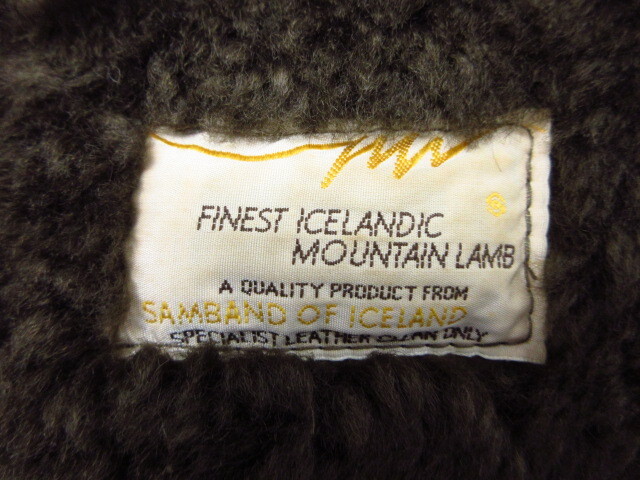 FINEST ICELANDIC
MOUNTAIN LAMB
A QUALITY PRODUCT FROM
SAMBAND OF ICELAND
SPECIALIST LEATHER CLEAN ONLY